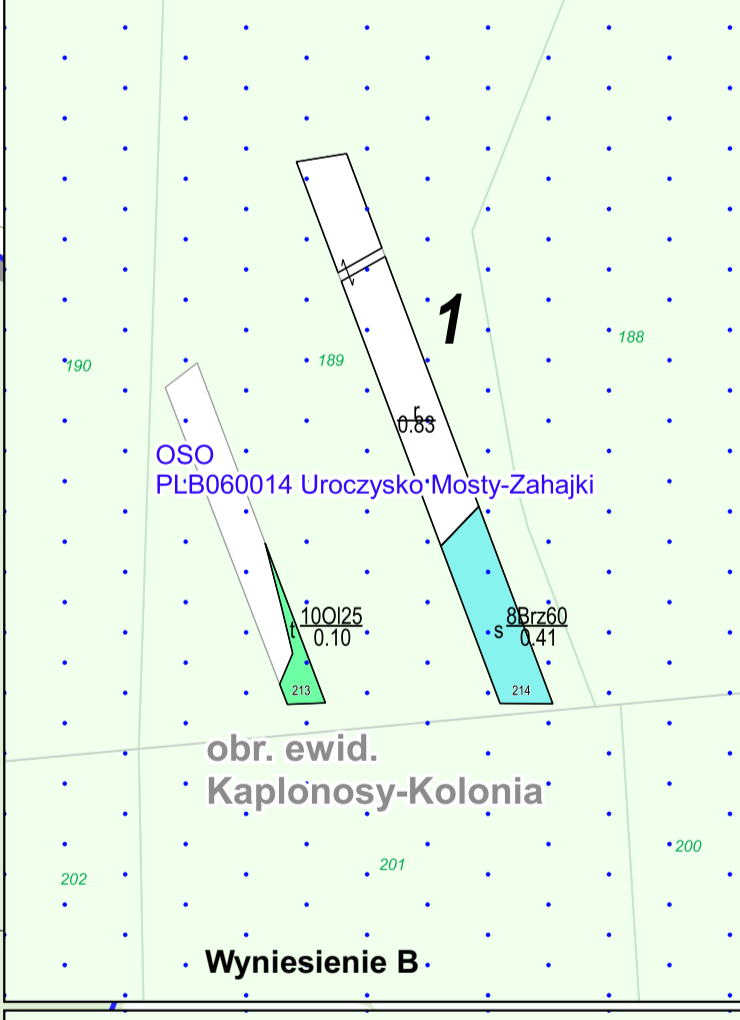 1
188
189
190
r
0.83
OSO
PLB060014 Uroczysko Mosty-Zahajki
t 10Ol25
0.10
s 8Brz60
0.41
213
214
obr. ewid.
Kaplonosy-Kolonia
200
201
202
Wyniesienie B